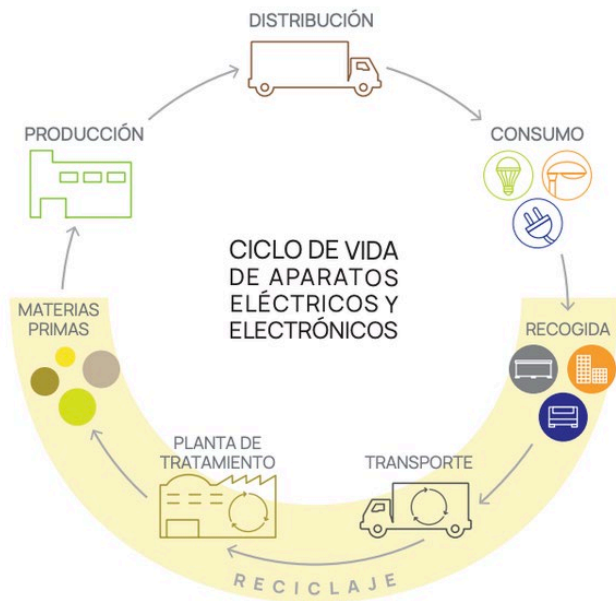 DISTRIBUCIÓN
PRODUCCIÓN
CONSUMO
CICLO DE VIDA
DE APARATOS
ELÉCTRICOS Y
ELECTRÓNICOS
MATERIAS
PRIMAS
RECOGIDA
PLANTA DE
TRATAMIENTO
TRANSPORTE
RECICLAJE